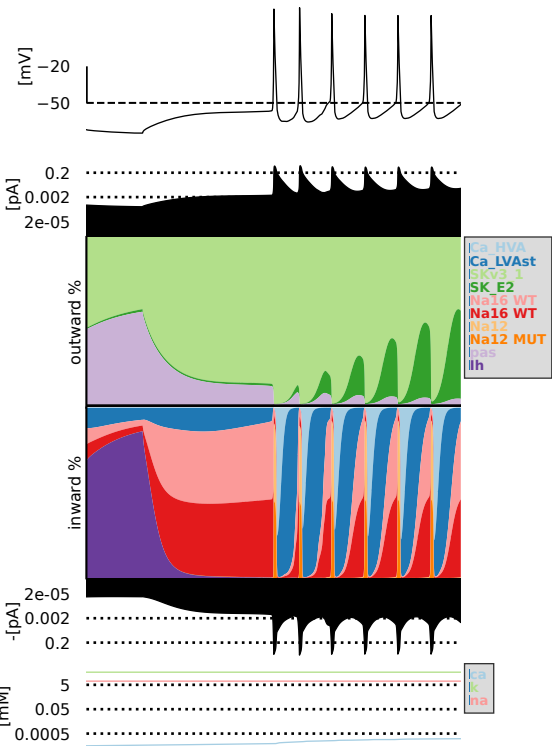 [mV]
−20
−50
[pA]
0.2
0.002
2e-05
outward %
Ca_HVA
Ca_LVAst
SKv3_1
SK_E2
Na16 WT
Na16 WT
Na12
Na12 MUT
pas
Ih
inward %
-[pA]
2e-05
0.002
0.2
[mM]
5
0.05
0.0005
ca
k
na